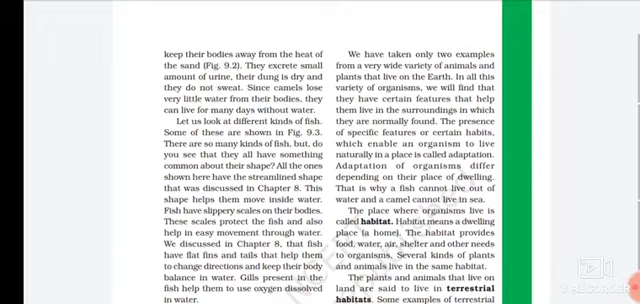 keep their bodies away from the heat of
the sand (Fig. 9.2). They excrete small
amount of urine, their dung is dry and
they do not sweat. Since camels lose
very little water from their bodies, they
can live for many days without water.
Let us look at different kinds of fish.
Some of these are shown in Fig. 9.3.
There are so many kinds of fish, but, do
you see that they all have something
common about their shape? All the ones
shown here have the streamlined shape
that was discussed in Chapter 8. This
shape helps them move inside water.
Fish have slippery scales on their bodies.
These scales protect the fish and also
help in easy movement through water.
We discussed in Chapter 8, that fish
have flat fins and tails that help them
to change directions and keep their body
balance in water. Gills present in the
fish help them to use oxygen dissolved
in water.
We have taken only two examples
from a very wide variety of animals and
plants that live on the Earth. In all this
variety of organisms, we will find that
they have certain features that help
them live in the surroundings in which
they are normally found. The presence
of specific features or certain habits,
which enable an organism to live
naturally in a place is called adaptation.
Adaptation of organisms differ
depending on their place of dwelling.
That is why a fish cannot live out of
water and a camel cannot live in sea.
The place where organisms live is
called habitat. Habitat means a dwelling
place (a home). The habitat provides
food, water, air, shelter and other needs
to organisms. Several kinds of plants
and animals live in the same habitat.
The plants and animals that live on
land are said to live in terrestrial
habitats. Some examples of terrestrial
V RECORDER